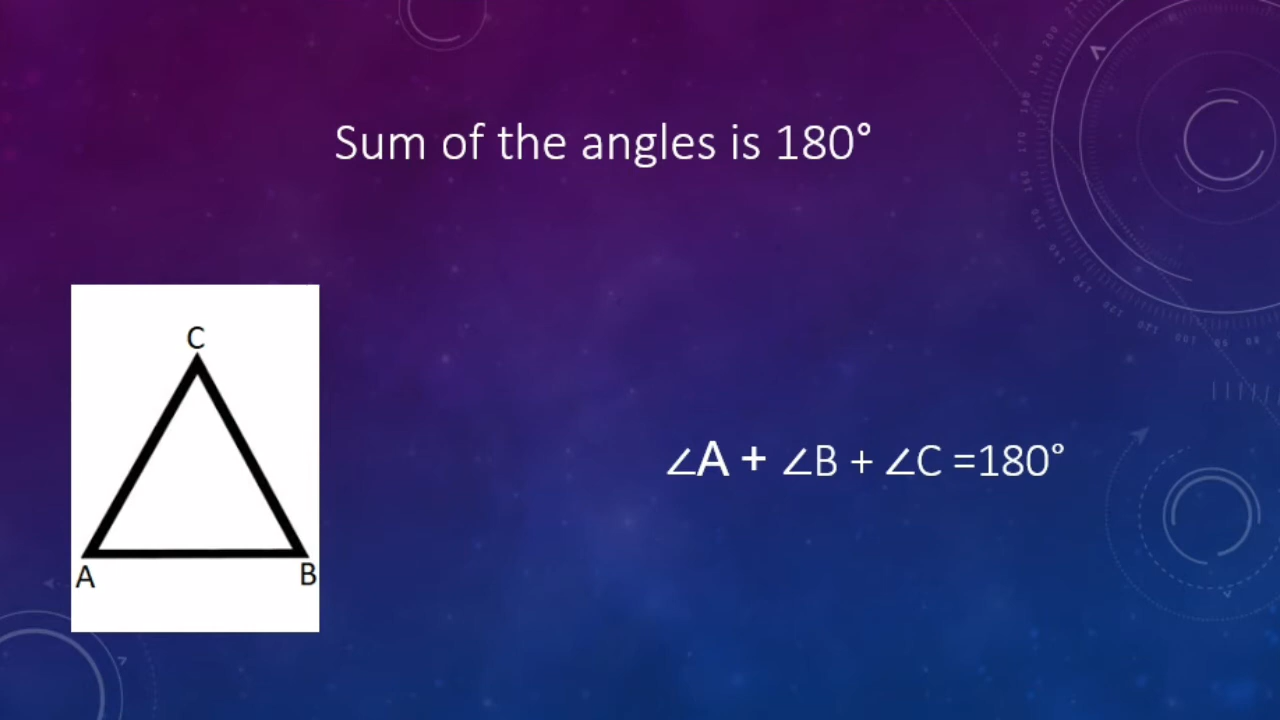 Sum of the angles is 180°
C
∠A + ∠B + ∠C =180°
A
B